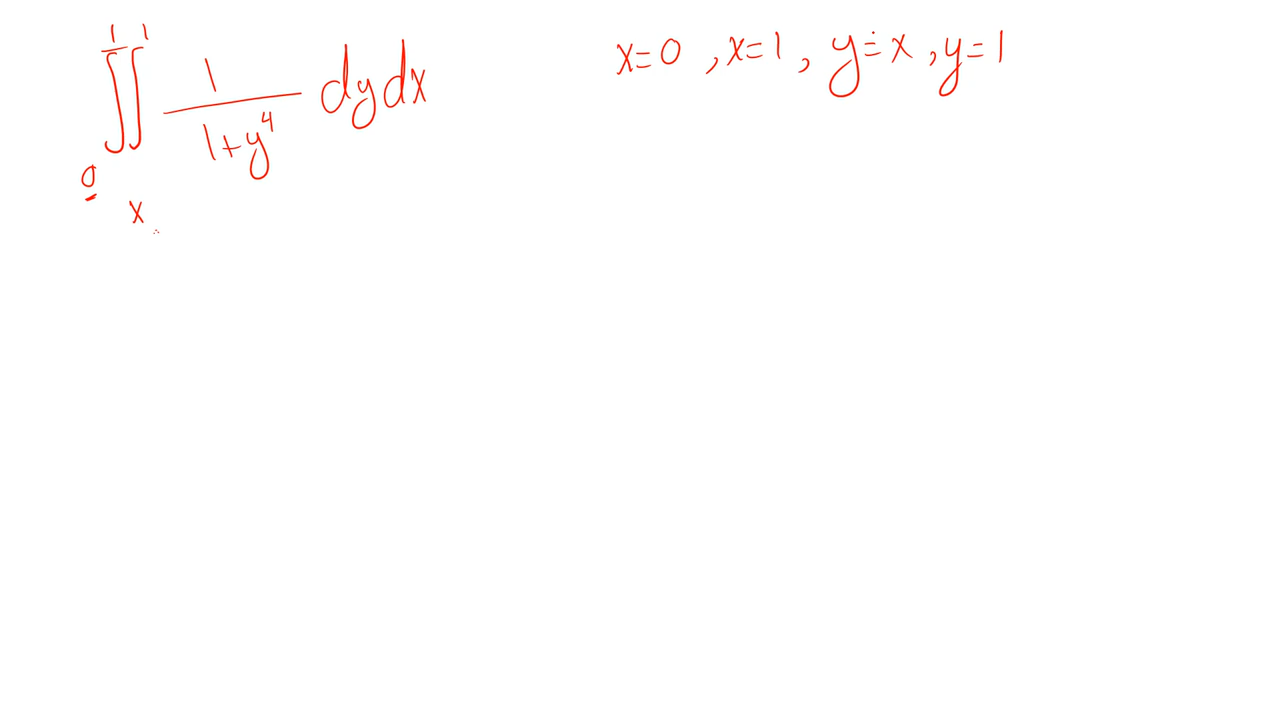 ∫₀¹ ∫ₓ¹ 1/(1+y⁴) dy dx
x=0 , x=1 , y=x , y=1